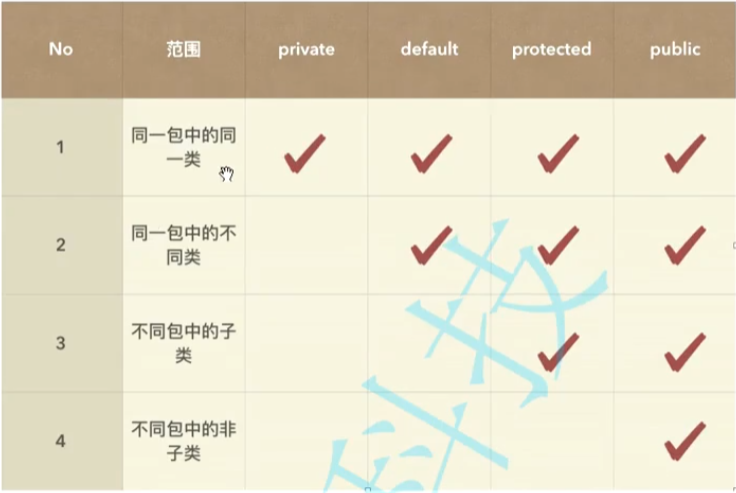 No 范围 private default protected public
1 同一包中的同
一类
2 同一包中的不
同类
3 不同包中的子
类
4 不同包中的非
子类
科技